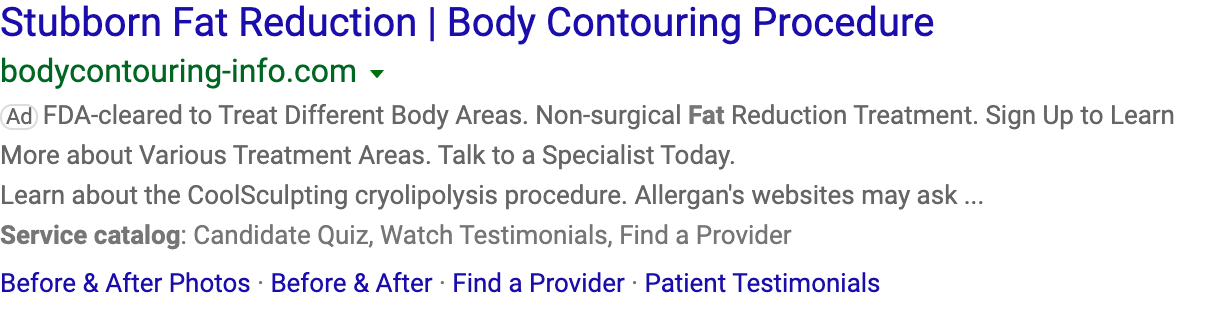 Stubborn Fat Reduction | Body Contouring Procedure
bodycontouring-info.com
Ad FDA-cleared to Treat Different Body Areas. Non-surgical Fat Reduction Treatment. Sign Up to Learn
More about Various Treatment Areas. Talk to a Specialist Today.
Learn about the CoolSculpting cryolipolysis procedure. Allergan's websites may ask ...
Service catalog: Candidate Quiz, Watch Testimonials, Find a Provider
Before & After Photos · Before & After · Find a Provider · Patient Testimonials